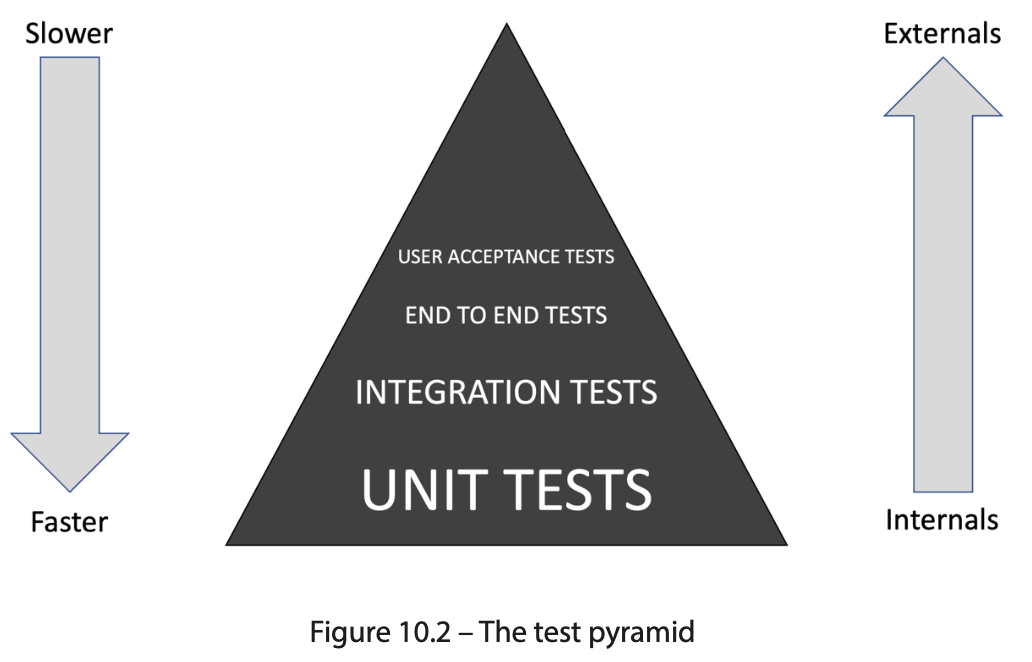 Slower
Externals
USER ACCEPTANCE TESTS
END TO END TESTS
INTEGRATION TESTS
UNIT TESTS
Faster
Internals
Figure 10.2 – The test pyramid